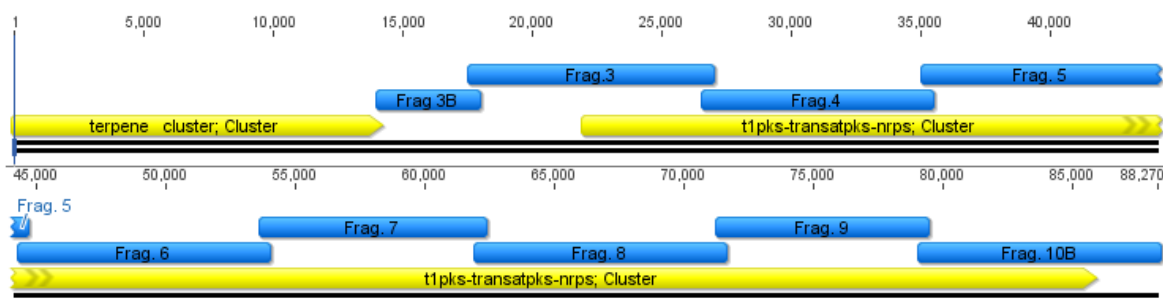 1 5,000 10,000 15,000 20,000 25,000 30,000 35,000 40,000
Frag.3 Frag. 5
Frag 3B Frag.4
terpene cluster; Cluster t1pks-transatpks-nrps; Cluster
45,000 50,000 55,000 60,000 65,000 70,000 75,000 80,000 85,000 88,270
Frag. 5
Frag. 7 Frag. 9
Frag. 6 Frag. 8 Frag. 10B
t1pks-transatpks-nrps; Cluster